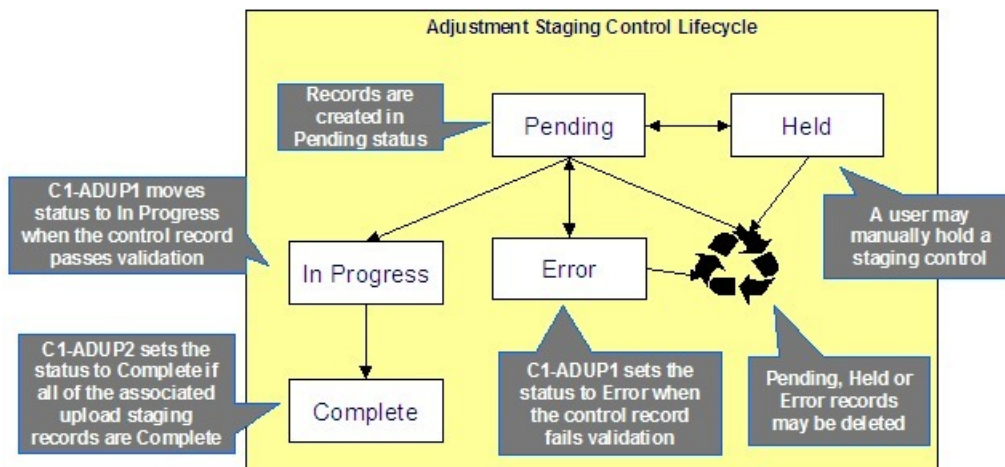 Adjustment Staging Control Lifecycle
Records are
created in
Pending status
Pending
Held
C1-ADUP1 moves
status to In Progress
when the control record
passes validation
A user may
manually hold a
staging control
In Progress
Error
C1-ADUP2 sets the
status to Complete if
all of the associated
upload staging
records are Complete
Complete
C1-ADUP1 sets the
status to Error when
the control record
fails validation
Pending, Held or
Error records
may be deleted